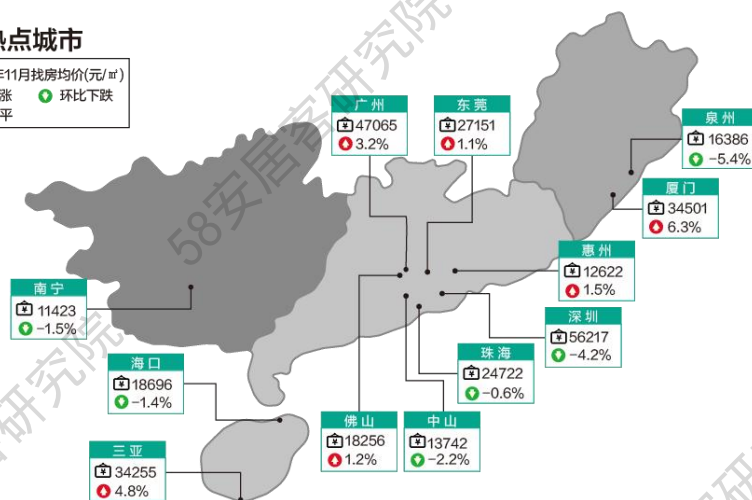 热点城市
年11月找房均价(元/㎡)
涨 环比下跌
平
广州
47065
3.2%
东莞
27151
1.1%
泉州
16386
-5.4%
厦门
34501
6.3%
惠州
12622
1.5%
南宁
11423
-1.5%
深圳
56217
-4.2%
珠海
24722
-0.6%
海口
18696
-1.4%
佛山
18256
1.2%
中山
13742
-2.2%
三亚
34255
4.8%
58安居客研究院
研究院
研